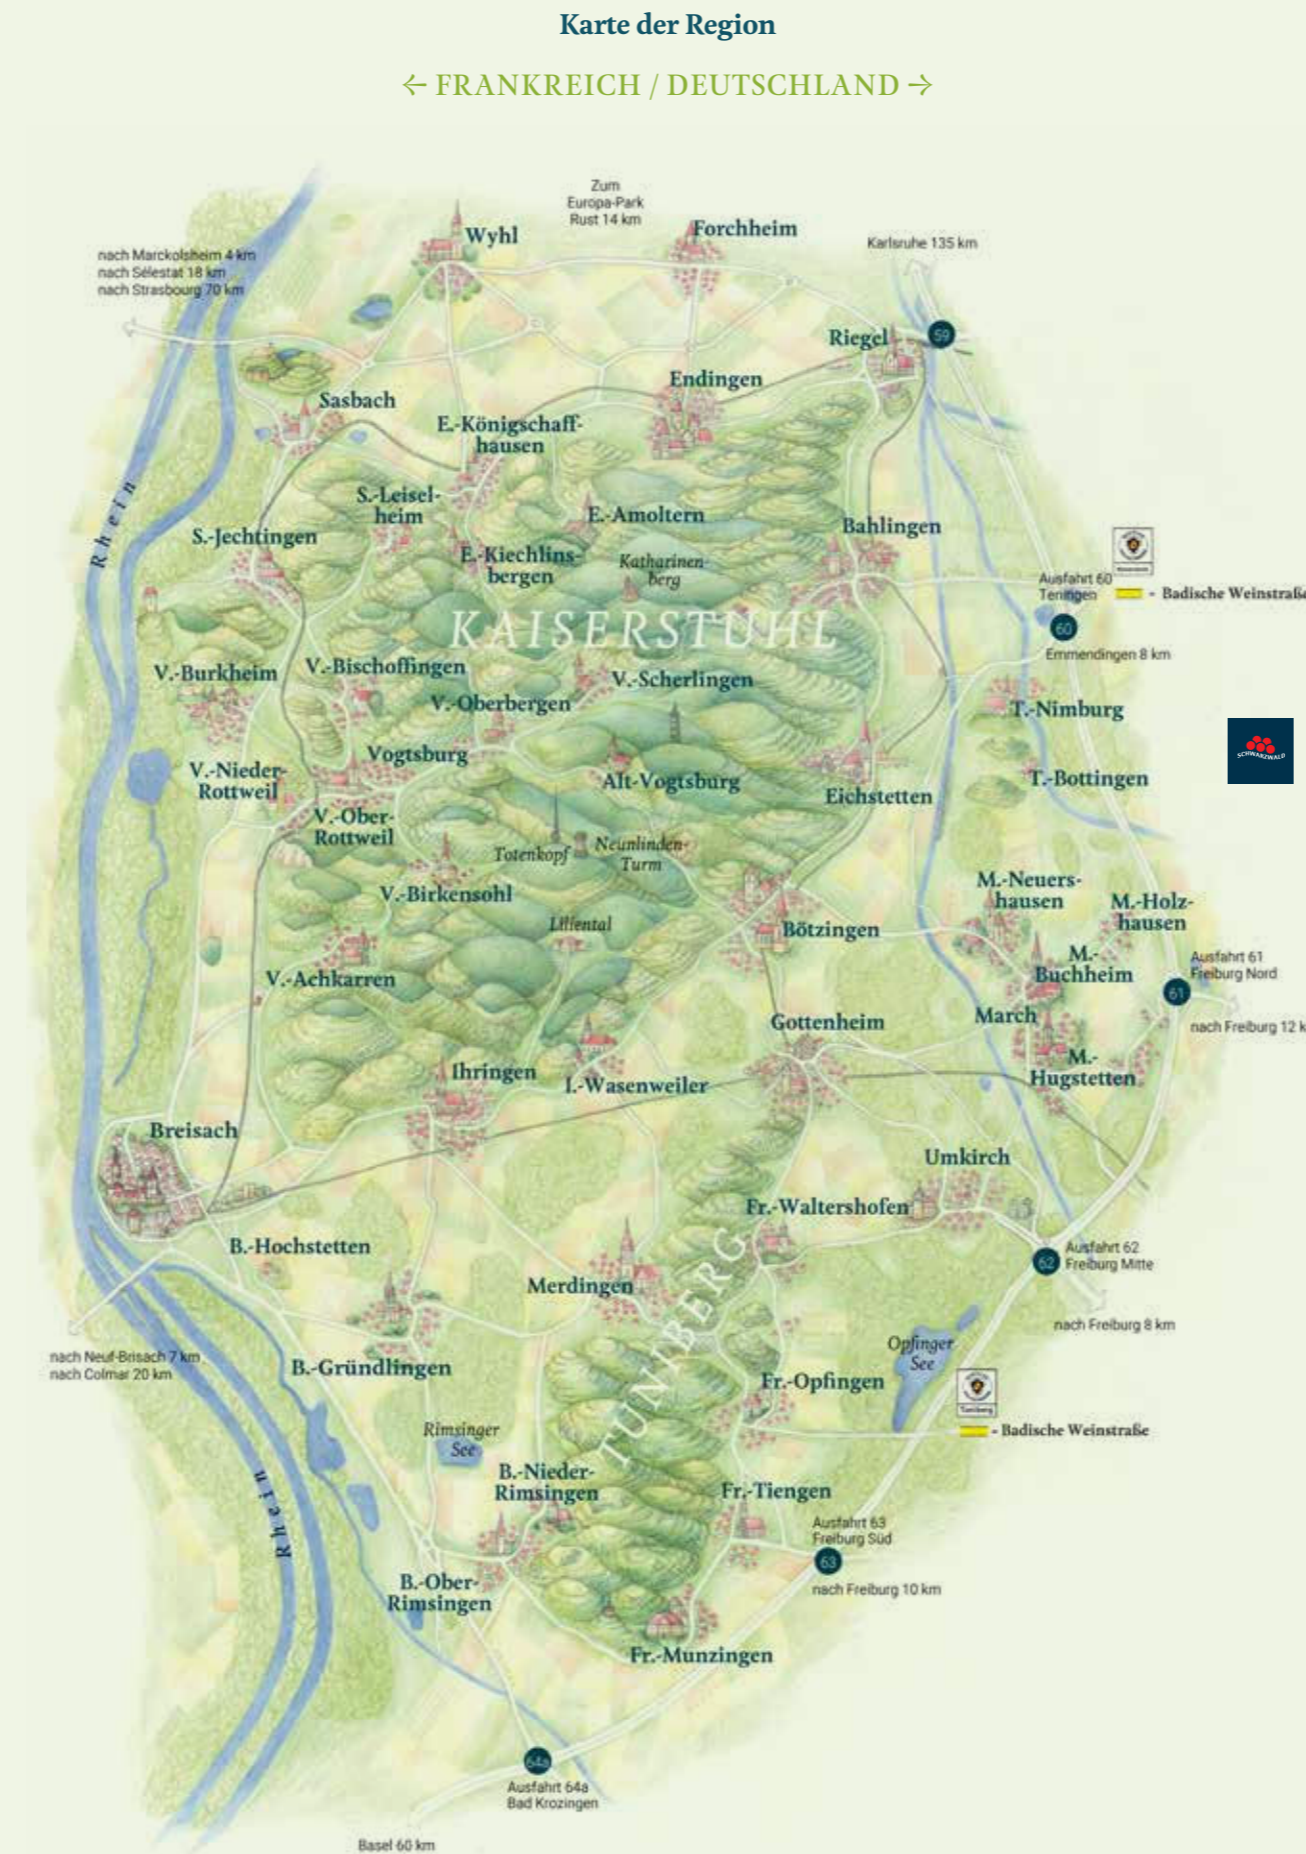 Karte der Region
← FRANKREICH / DEUTSCHLAND →
Zum
Europa-Park
Rust 14 km
Wyhl
Forchheim
Karlsruhe 135 km
nach Marckolsheim 4 km
nach Sélestat 18 km
nach Strasbourg 70 km
Riegel
59
Endingen
Sasbach
E.-Königschaff-
hausen
Rhein
S.-Leisel-
heim
E.-Amoltern
Bahlingen
S.-Jechtingen
E.-Kiechlins-
bergen
Katharinen-
berg
Ausfahrt 60
Teningen
- Badische Weinstraße
60
Emmendingen 8 km
KAISERSTUHL
V.-Burkheim
V.-Bischoffingen
V.-Scherlingen
V.-Oberbergen
T.-Nimburg
SCHWARZWALD
Vogtsburg
V.-Nieder-
Rottweil
Alt-Vogtsburg
Eichstetten
T.-Bottingen
V.-Ober-
Rottweil
Totenkopf
Neunlinden-
Turm
V.-Birkensohl
M.-Neuers-
hausen
M.-Holz-
hausen
Liliental
Bötzingen
M.-
Buchheim
Ausfahrt 61
Freiburg Nord
61
V.-Achkarren
Gottenheim
March
nach Freiburg 12 k
Ihringen
I.-Wasenweiler
M.-
Hugstetten
Breisach
Umkirch
Fr.-Waltershofen
B.-Hochstetten
Ausfahrt 62
Freiburg Mitte
62
Merdingen
TUNIBERG
nach Freiburg 8 km
nach Neuf-Brisach 7 km
nach Colmar 20 km
B.-Gründlingen
Opfinger
See
Fr.-Opfingen
Tuniberg
- Badische Weinstraße
Rimsinger
See
B.-Nieder-
Rimsingen
Fr.-Tiengen
Rhein
Ausfahrt 63
Freiburg Süd
63
nach Freiburg 10 km
B.-Ober-
Rimsingen
Fr.-Munzingen
64a
Ausfahrt 64a
Bad Krozingen
Basel 60 km